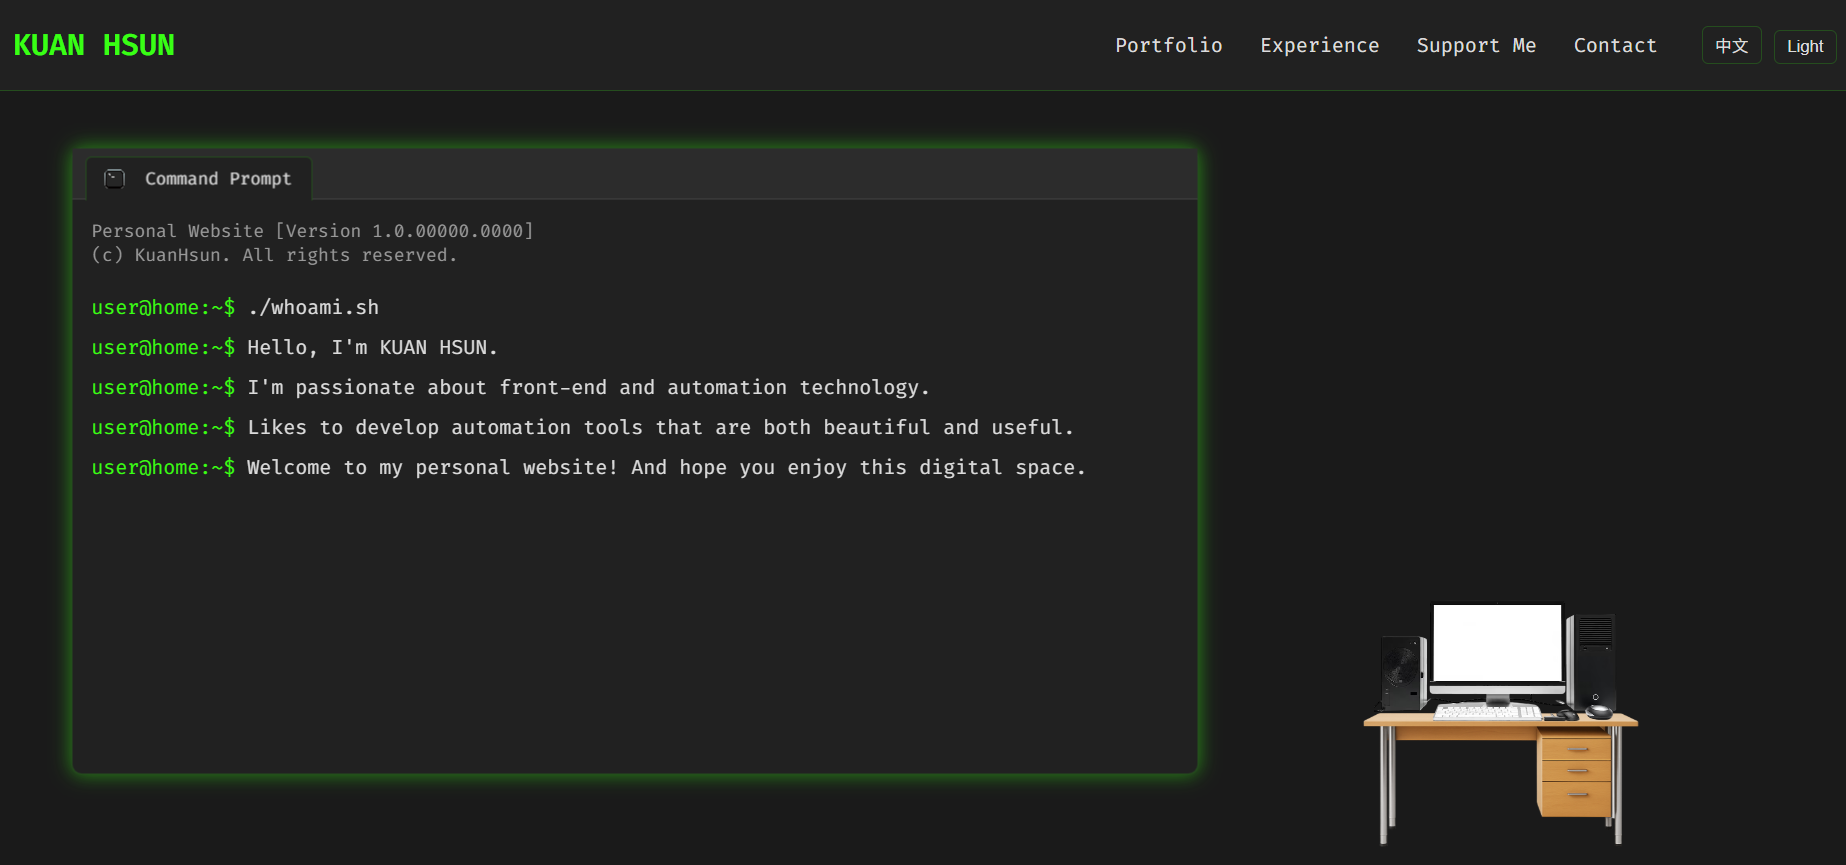 KUAN HSUN
Portfolio Experience Support Me Contact 中文 Light
Command Prompt
Personal Website [Version 1.0.00000.0000]
(c) KuanHsun. All rights reserved.
user@home:~$ ./whoami.sh
user@home:~$ Hello, I'm KUAN HSUN.
user@home:~$ I'm passionate about front-end and automation technology.
user@home:~$ Likes to develop automation tools that are both beautiful and useful.
user@home:~$ Welcome to my personal website! And hope you enjoy this digital space.